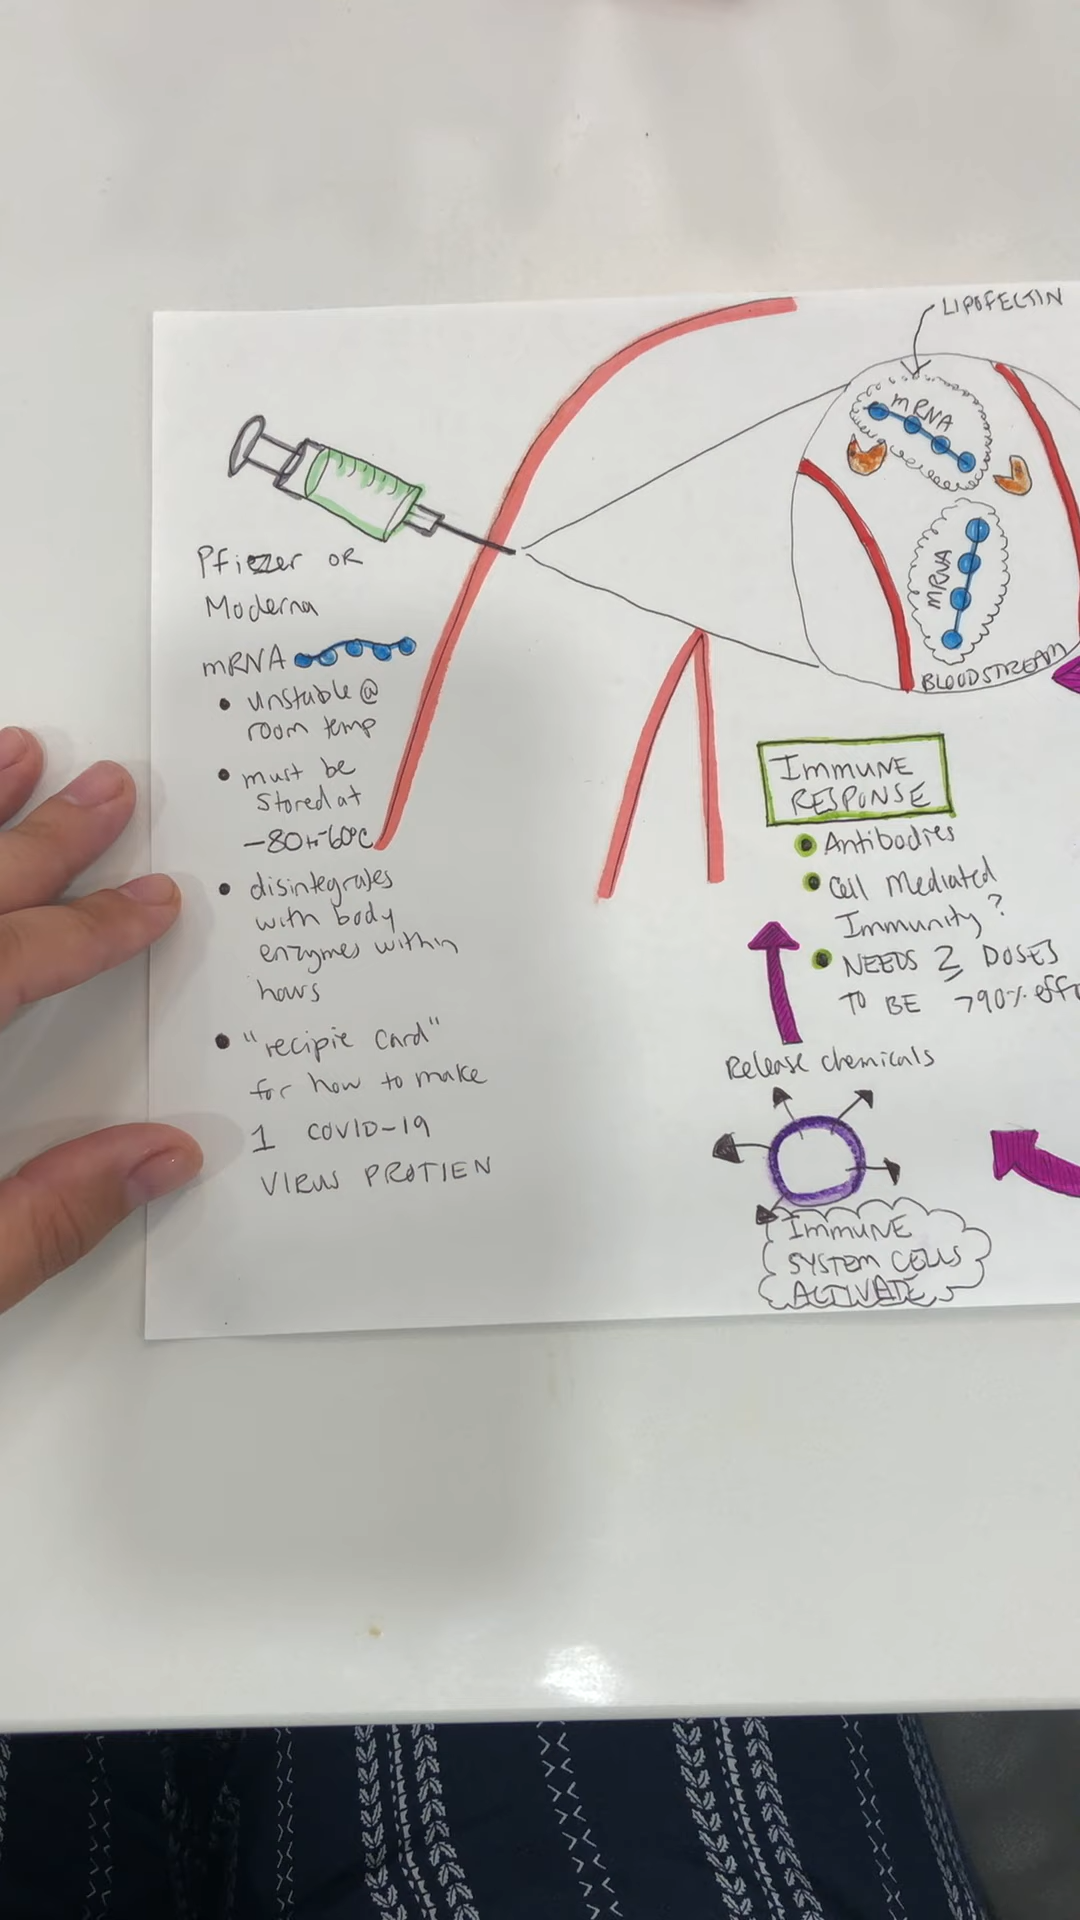 LIPOFECTIN
mRNA
mRNA
BLOODSTREAM
Pfiezer OR
Moderna
mRNA
unstable @
room temp
must be
stored at
-80 to -60°C
disintegrates
with body
enzymes within
hours
"recipie card"
for how to make
1 COVID-19
VIRUS PROTIEN
IMMUNE
RESPONSE
Antibodies
Cell Mediated
Immunity?
NEEDS 2 DOSES
TO BE >90%
Release chemicals
IMMUNE
SYSTEM CELLS
ACTIVATE